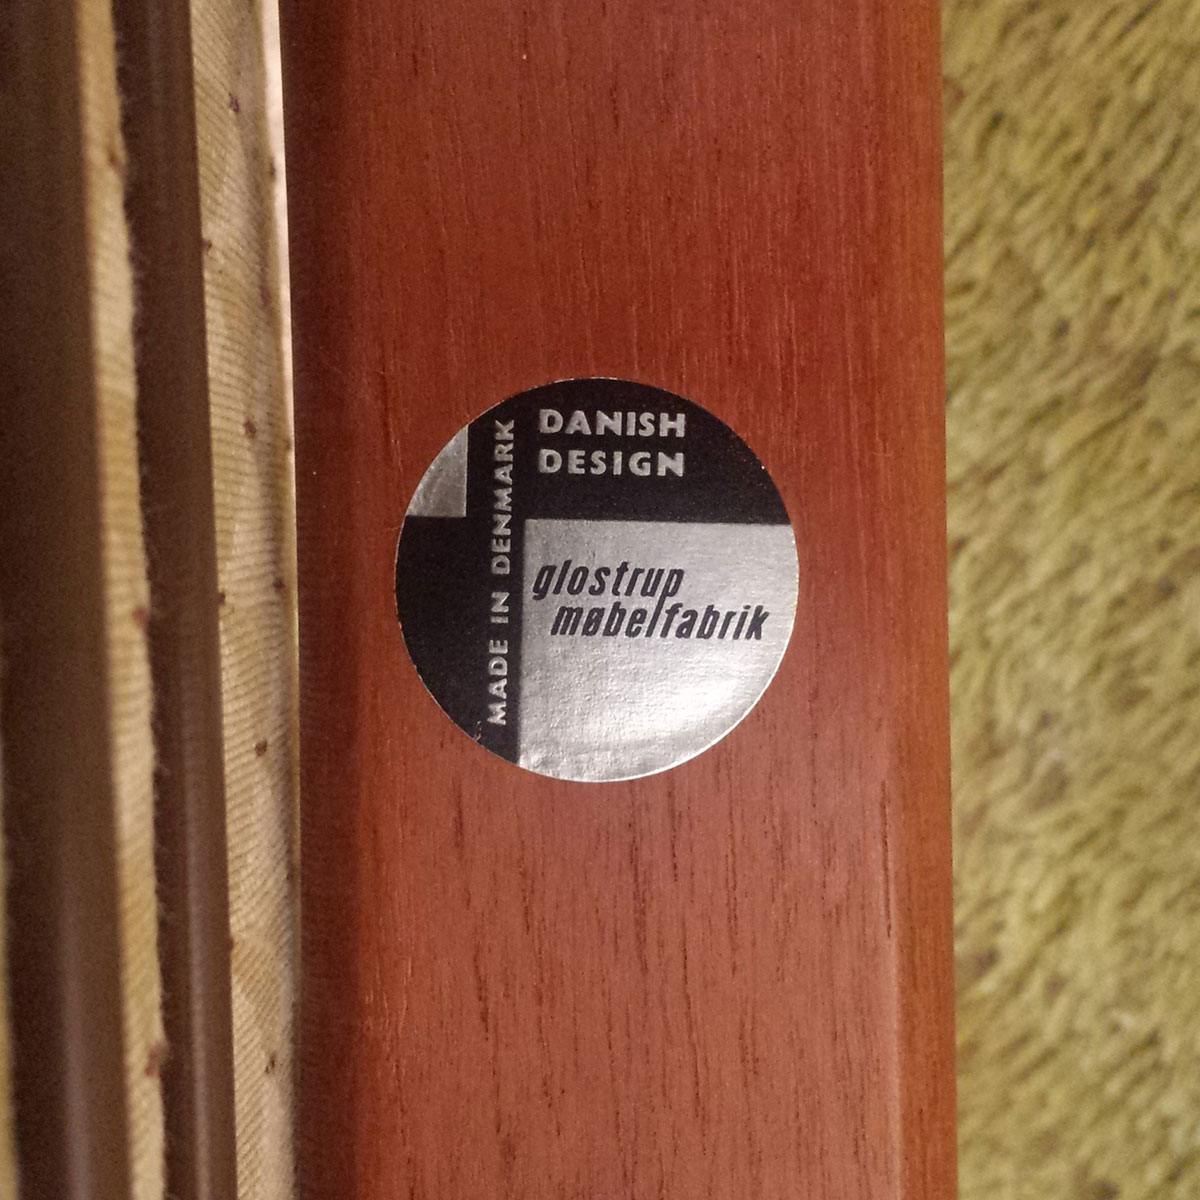 DANISH
DESIGN
MADE IN DENMARK
glostrup
møbelfabrik